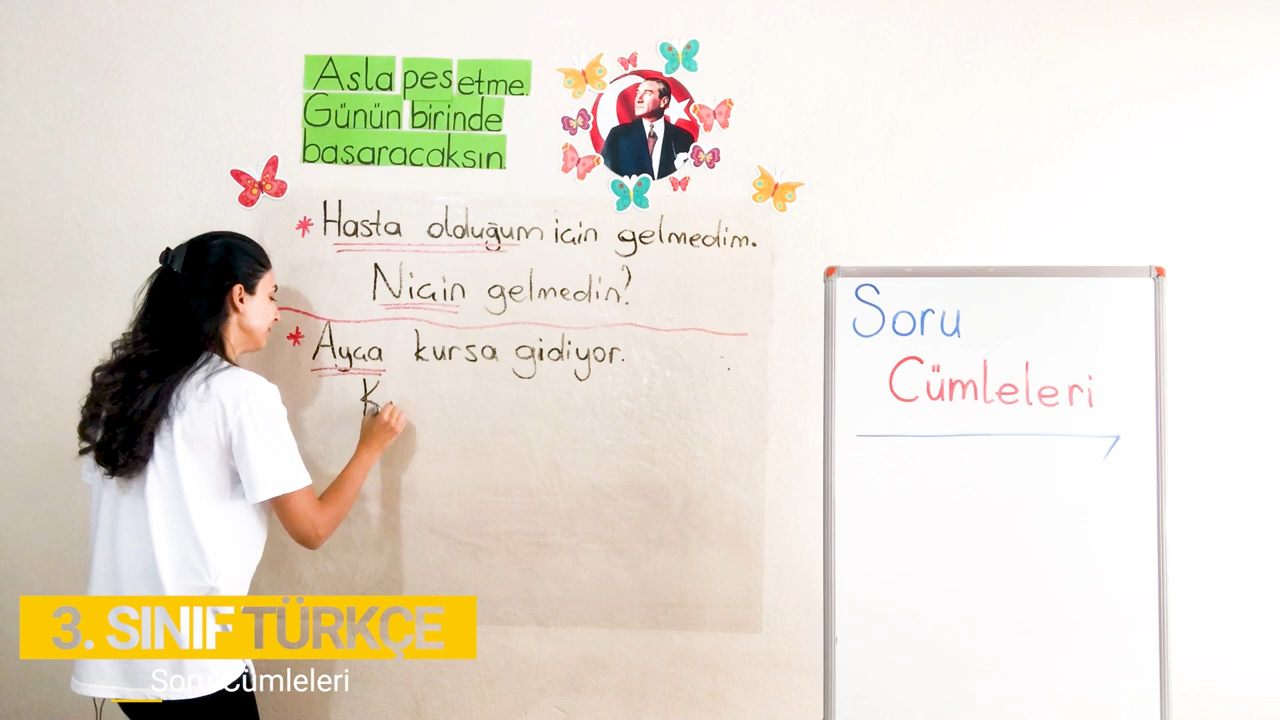 Asla pes etme.
Günün birinde
başaracaksın.
* Hasta olduğum için gelmedim.
Niçin gelmedin?
* Ayça kursa gidiyor.
K
Soru
Cümleleri
3. SINIF TÜRKÇE
Soru Cümleleri